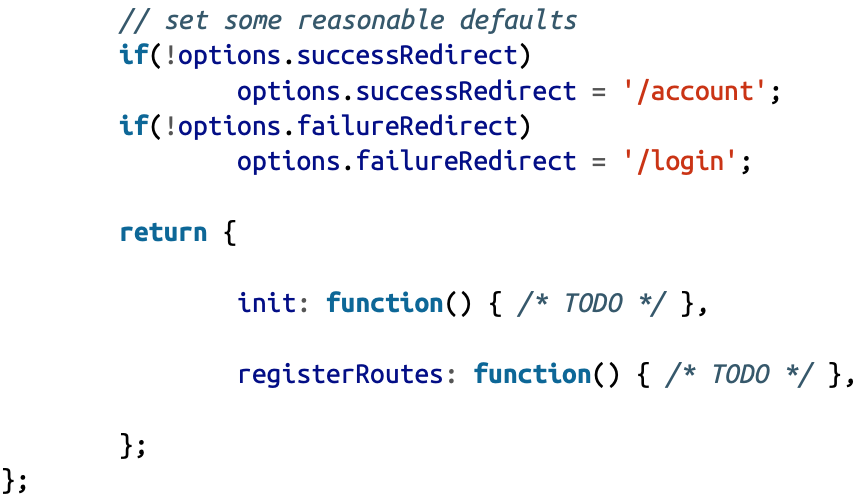 // set some reasonable defaults
if(!options.successRedirect)
options.successRedirect = '/account';
if(!options.failureRedirect)
options.failureRedirect = '/login';
return {
init: function() { /* TODO */ },
registerRoutes: function() { /* TODO */ },
};
};